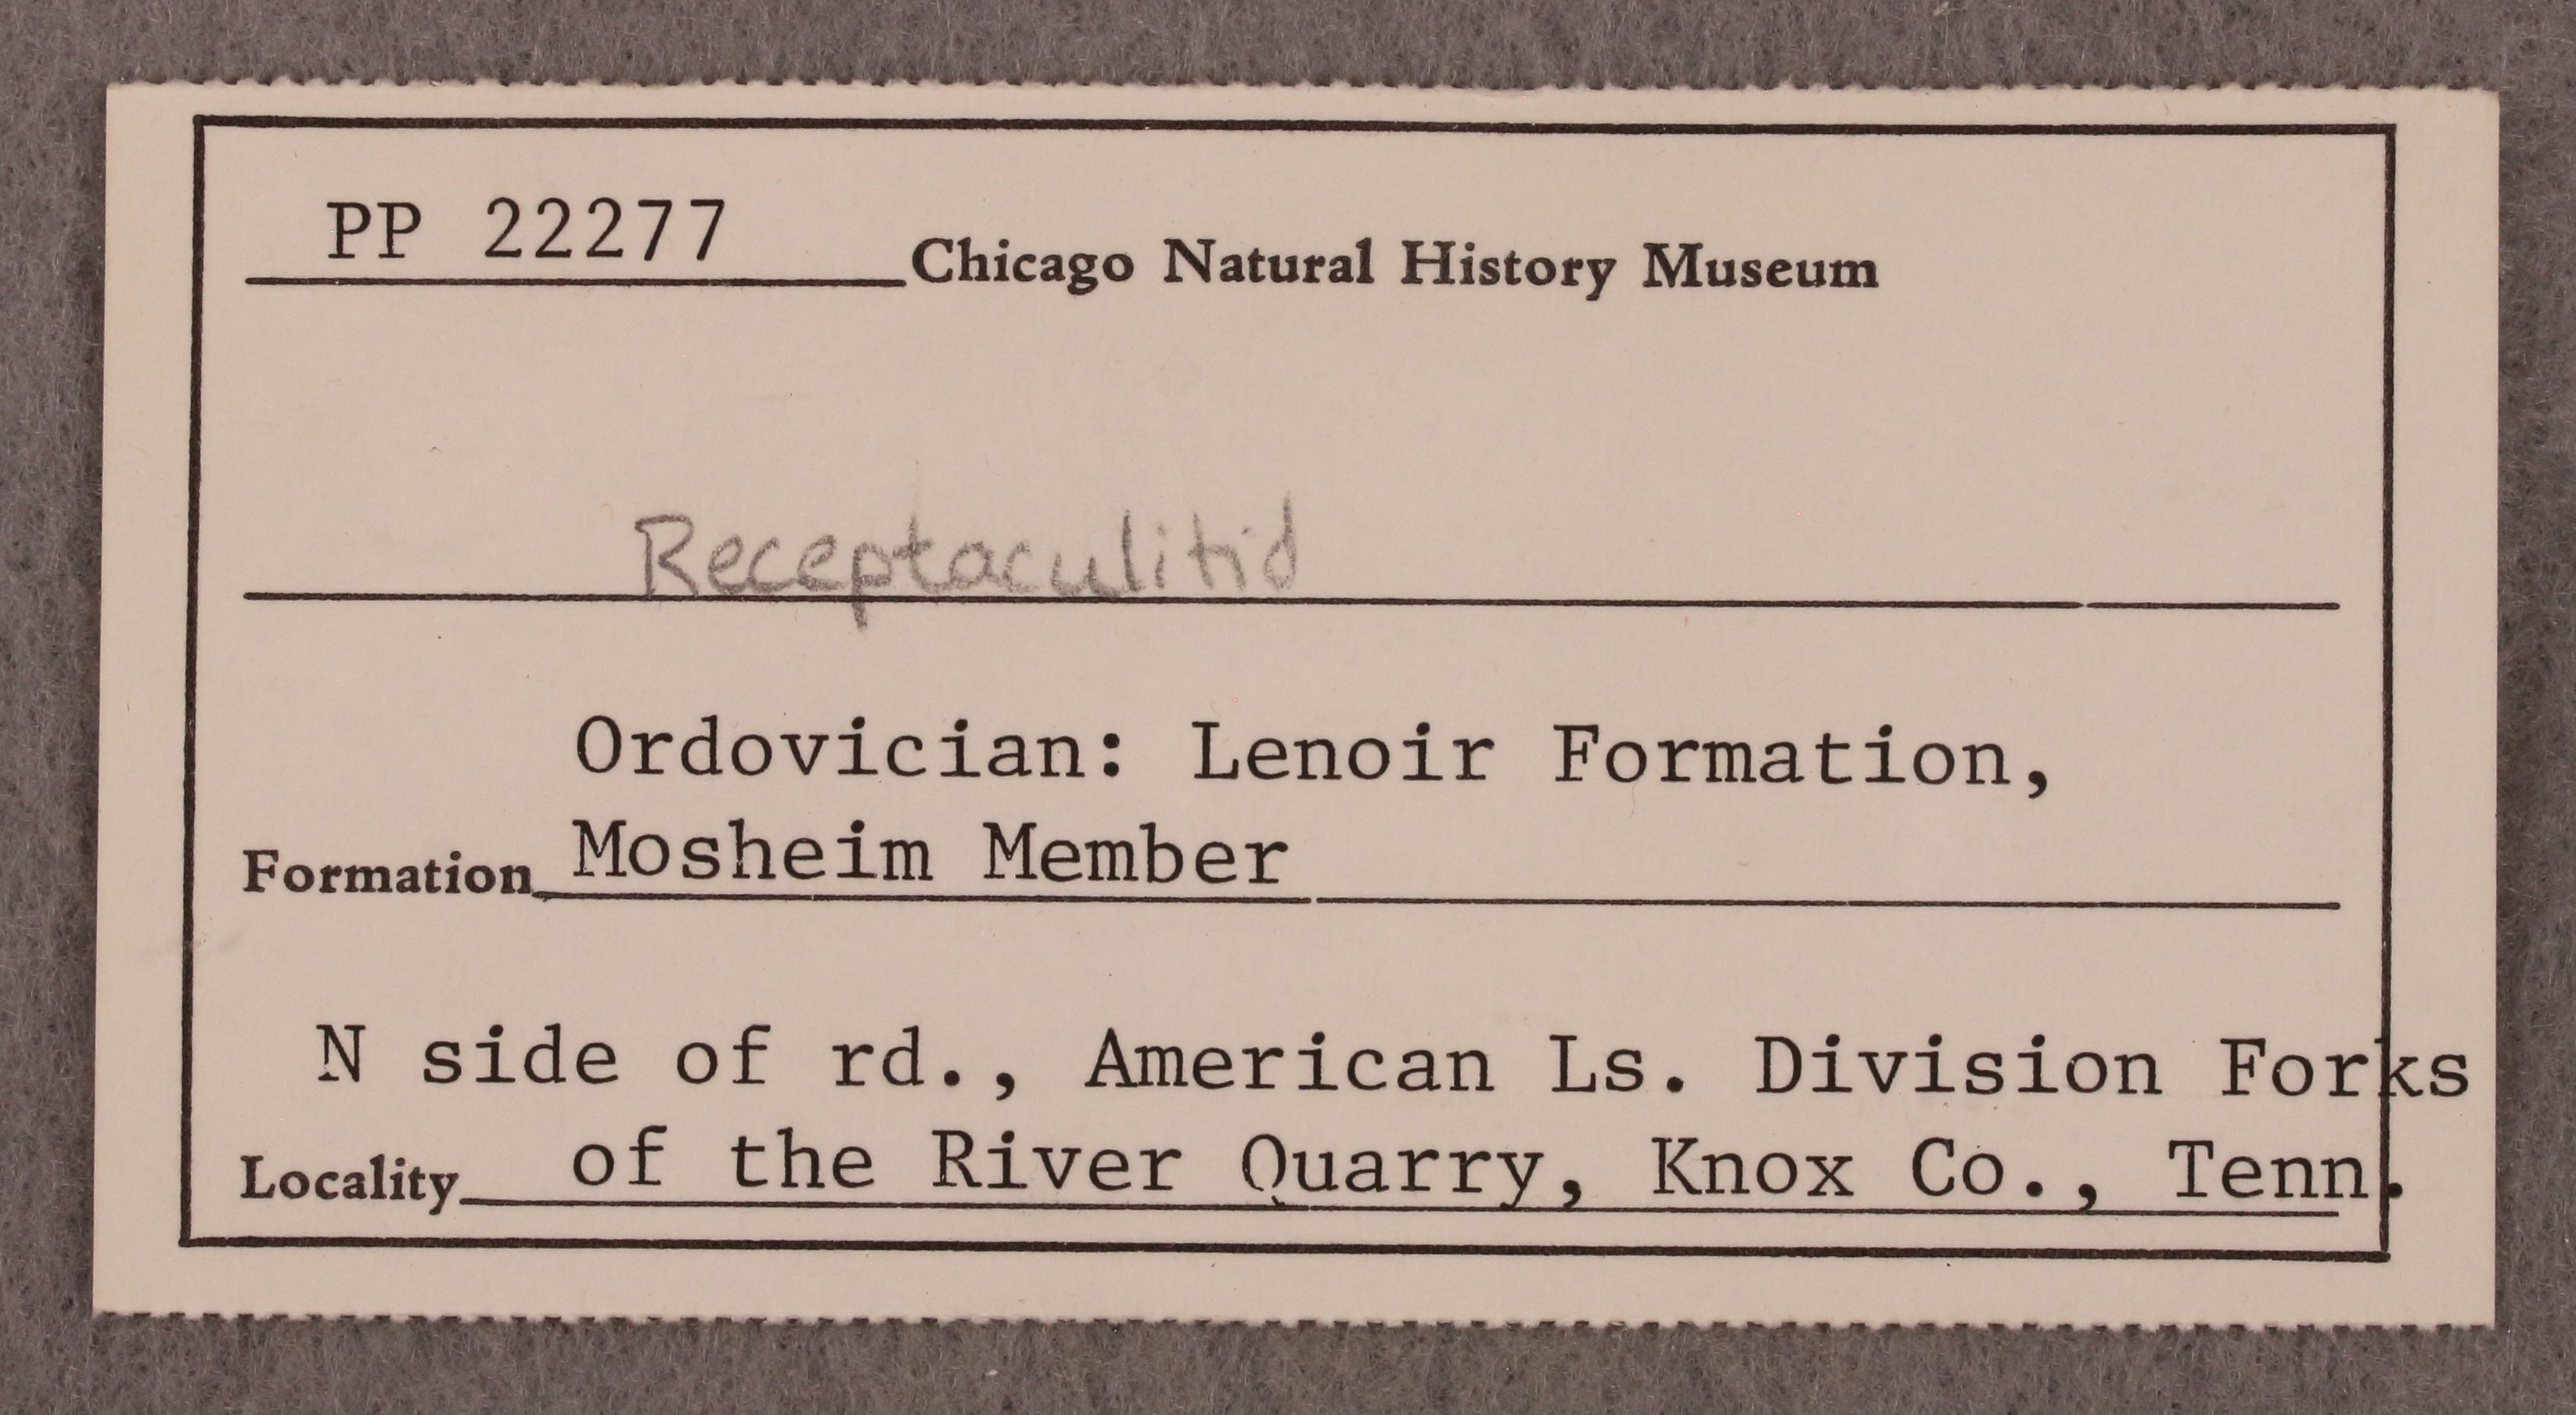 PP 22277 Chicago Natural History Museum
Receptaculitid
Ordovician: Lenoir Formation,
Formation Mosheim Member
N side of rd., American Ls. Division Forks
Locality of the River Quarry, Knox Co., Tenn.